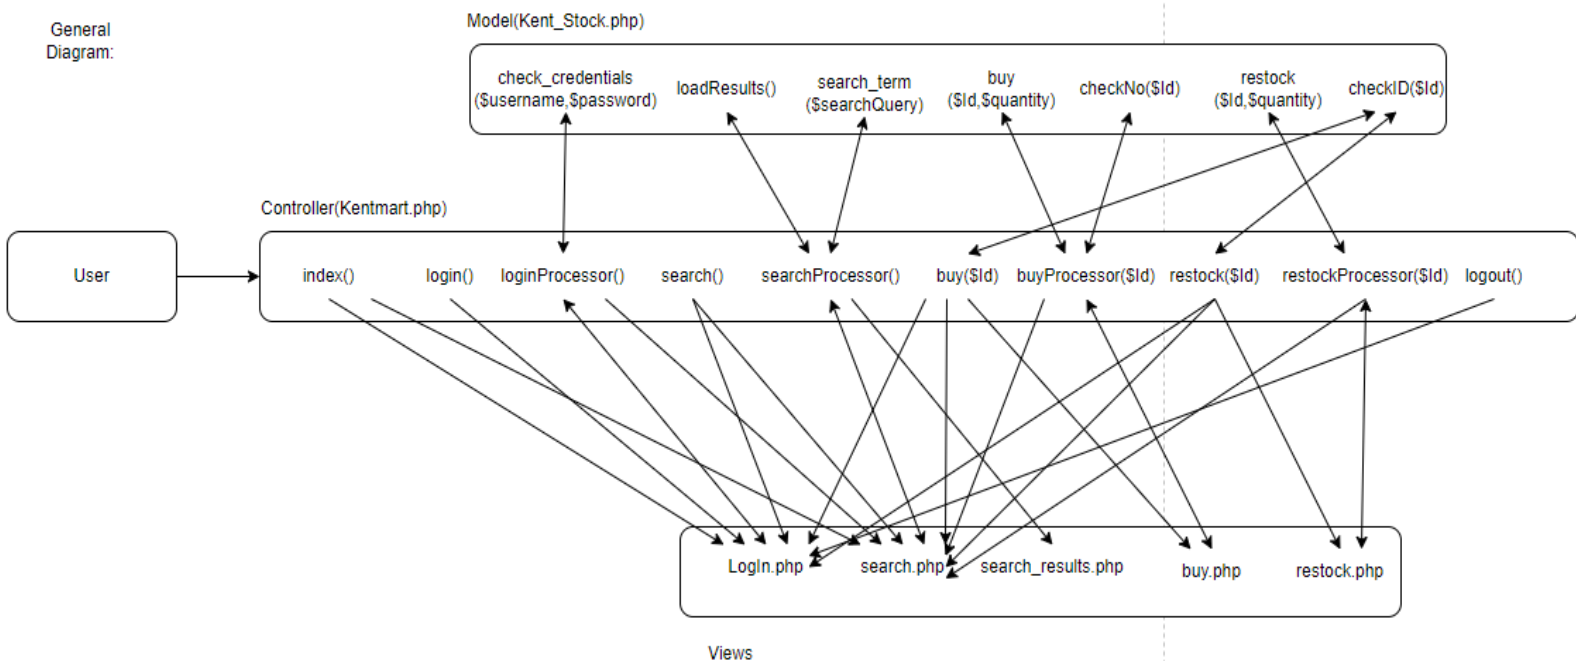 General
Diagram:
Model(Kent_Stock.php)
check_credentials
($username,$password)
loadResults()
search_term
($searchQuery)
buy
($Id,$quantity)
checkNo($Id)
restock
($Id,$quantity)
checkID($Id)
Controller(Kentmart.php)
User
index()
login()
loginProcessor()
search()
searchProcessor()
buy($Id)
buyProcessor($Id)
restock($Id)
restockProcessor($Id)
logout()
LogIn.php
search.php
search_results.php
buy.php
restock.php
Views